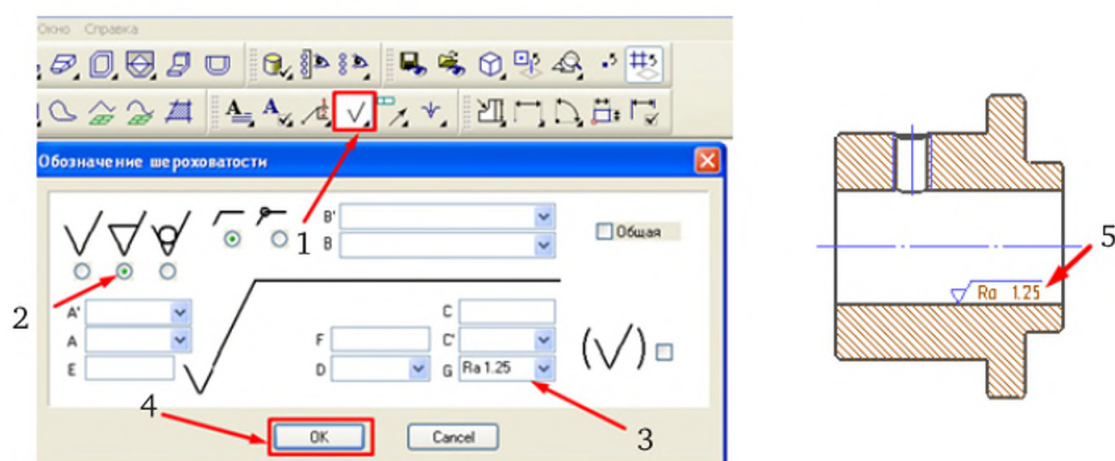 Окно Справка
Обозначение шероховатости
1
B'
B
Общая
2
A'
A
E
F
D
C
C'
G Ra 1.25
4
OK
Cancel
3
Ra 1.25
5